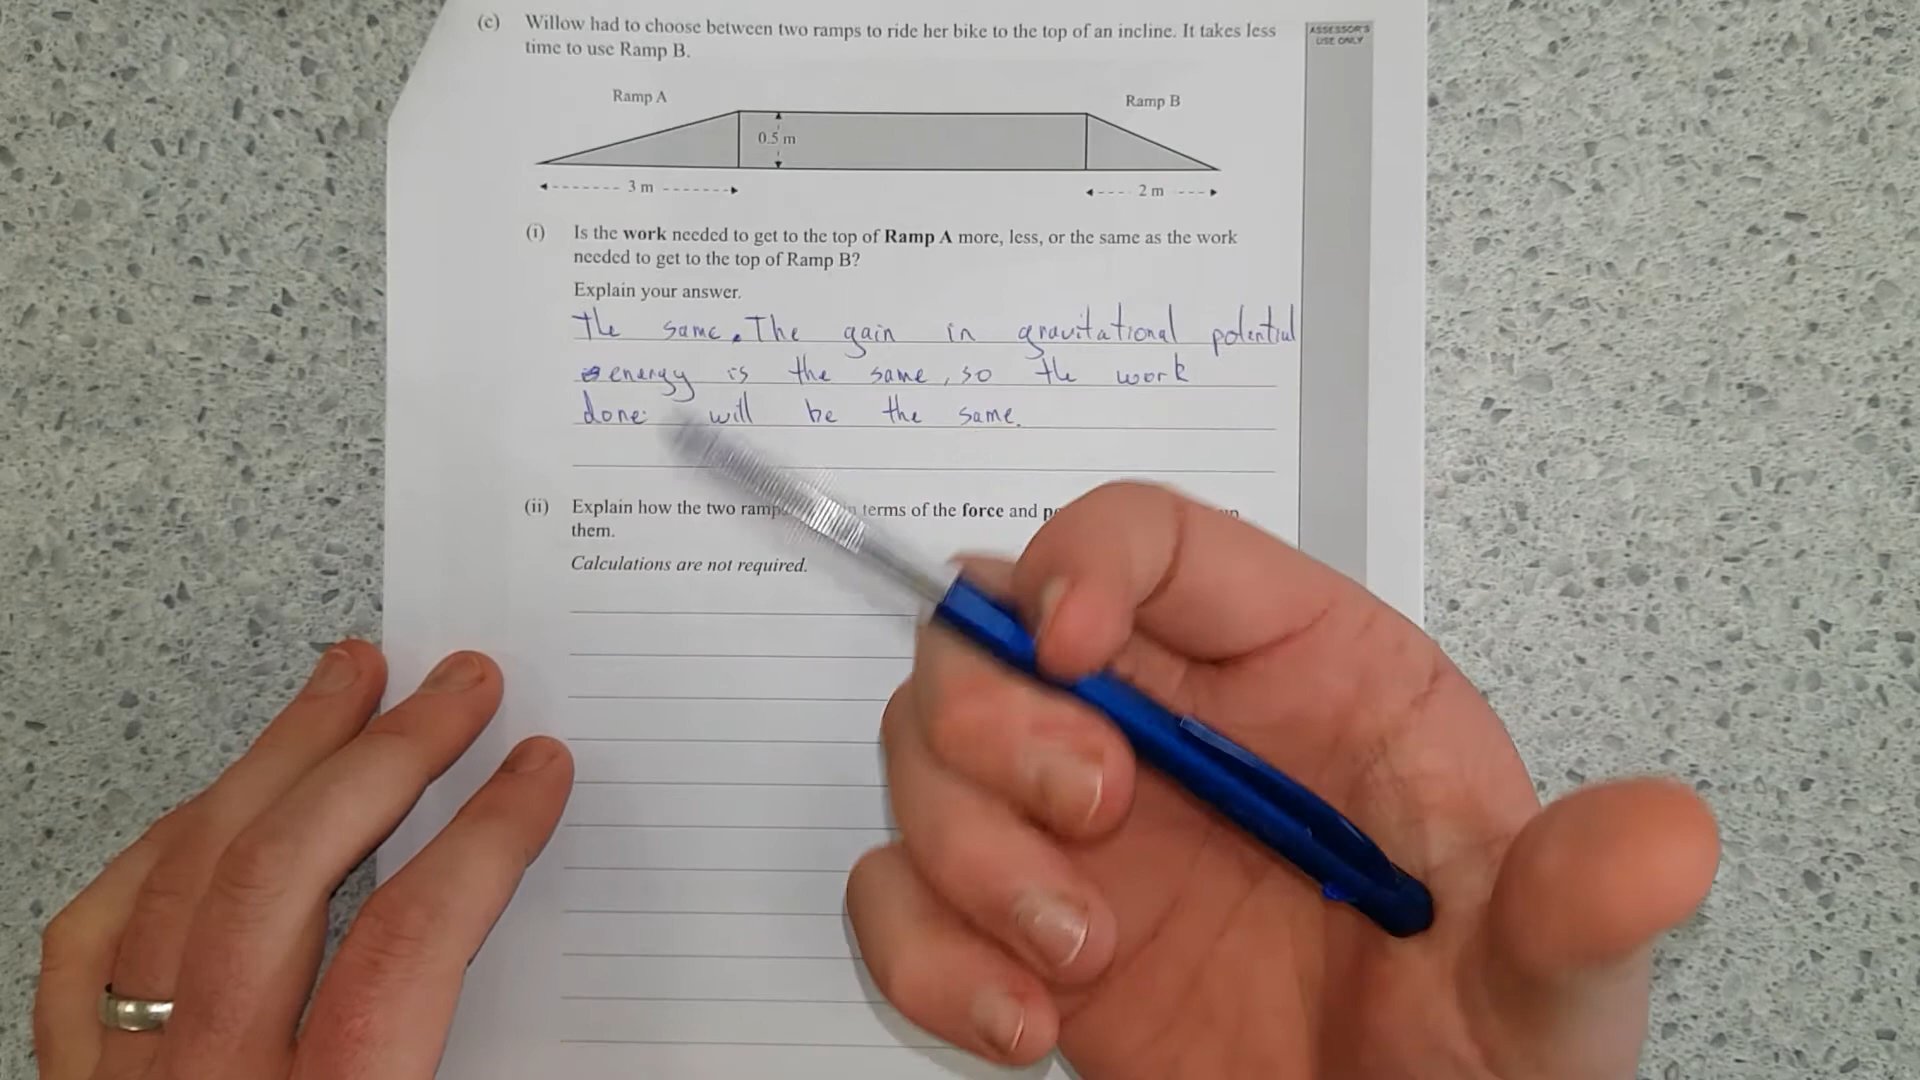 (c) Willow had to choose between two ramps to ride her bike to the top of an incline. It takes less
time to use Ramp B.
ASSESSOR'S
USE ONLY
Ramp A
Ramp B
0.5 m
3 m
2 m
(i) Is the work needed to get to the top of Ramp A more, less, or the same as the work
needed to get to the top of Ramp B?
Explain your answer.
The same. The gain in gravitational potential
energy is the same, so the work
done will be the same.
(ii) Explain how the two terms of the force and
them.
Calculations are not required.